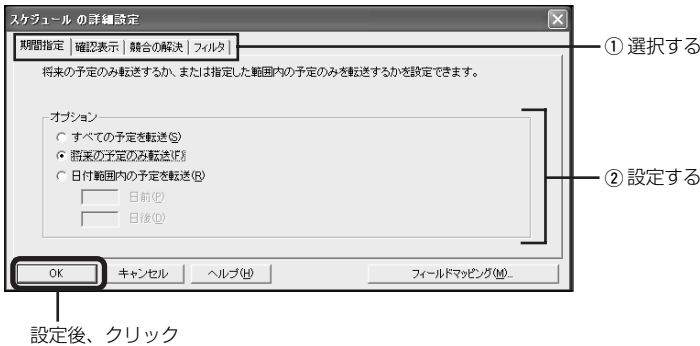 スケジュール の詳細設定
期間指定 確認表示 競合の解決 フィルタ
① 選択する
将来の予定のみ転送するか、または指定した範囲内の予定のみを転送するかを設定できます。
オプション
すべての予定を転送(S)
将来の予定のみ転送(F)
日付範囲内の予定を転送(R)
日前(P)
日後(D)
② 設定する
OK キャンセル ヘルプ(H) フィールドマッピング(M)...
設定後、クリック